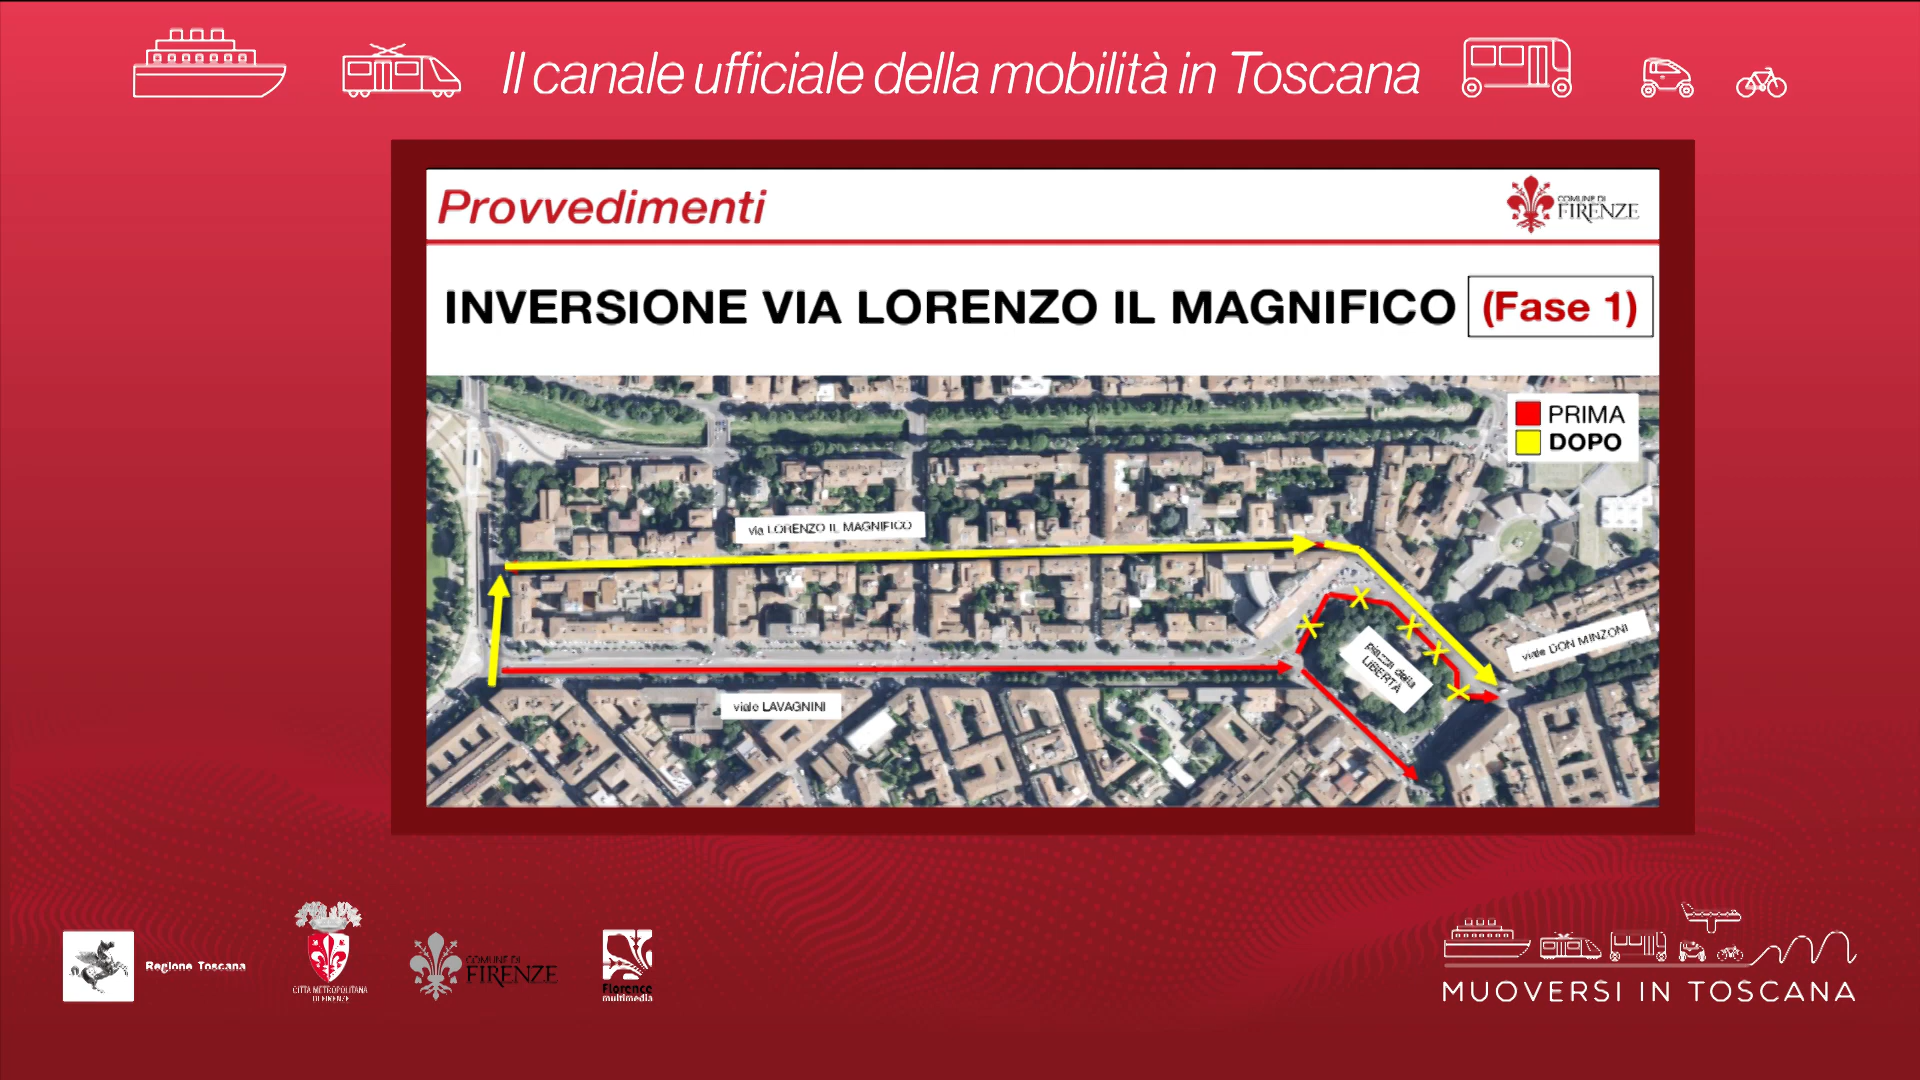 Il canale ufficiale della mobilità in Toscana
Provvedimenti
COMUNE DI
FIRENZE
INVERSIONE VIA LORENZO IL MAGNIFICO (Fase 1)
PRIMA
DOPO
via LORENZO IL MAGNIFICO
viale DON MINZONI
piazza della
LIBERTÀ
viale LAVAGNINI
Regione Toscana
CITTÀ METROPOLITANA
DI FIRENZE
COMUNE DI
FIRENZE
Florence
multimedia
MUOVERSI IN TOSCANA